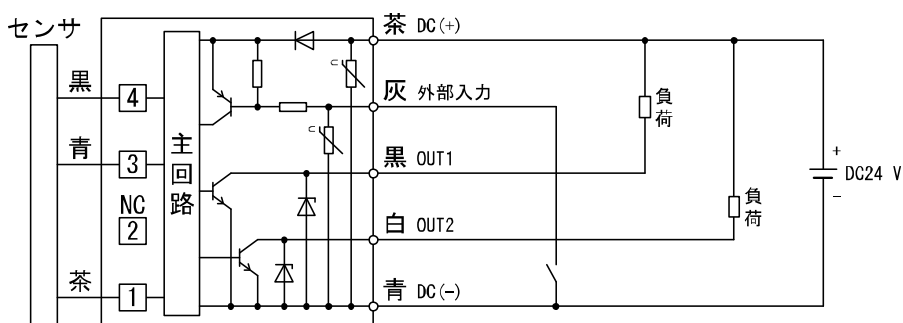 センサ
茶 DC(+)
黒
4
灰 外部入力
負荷
青
3
主回路
黒 OUT1
+
DC24 V
-
NC
2
白 OUT2
負荷
茶
1
青 DC(-)